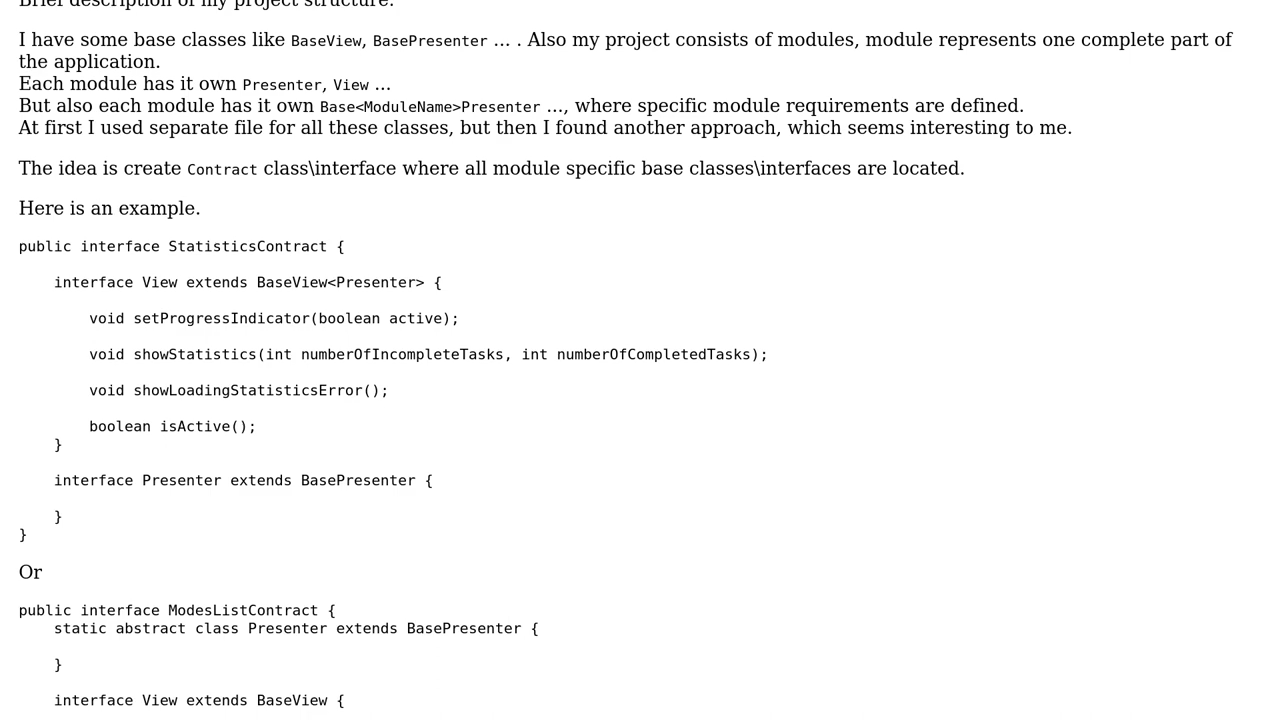 Brief description of my project structure.
I have some base classes like BaseView, BasePresenter ... . Also my project consists of modules, module represents one complete part of
the application.
Each module has it own Presenter, View ...
But also each module has it own Base<ModuleName>Presenter ..., where specific module requirements are defined.
At first I used separate file for all these classes, but then I found another approach, which seems interesting to me.
The idea is create Contract class\interface where all module specific base classes\interfaces are located.
Here is an example.
public interface StatisticsContract {
    interface View extends BaseView<Presenter> {
        void setProgressIndicator(boolean active);
        void showStatistics(int numberOfIncompleteTasks, int numberOfCompletedTasks);
        void showLoadingStatisticsError();
        boolean isActive();
    }
    interface Presenter extends BasePresenter {
    }
}
Or
public interface ModesListContract {
    static abstract class Presenter extends BasePresenter {
    }
    interface View extends BaseView {